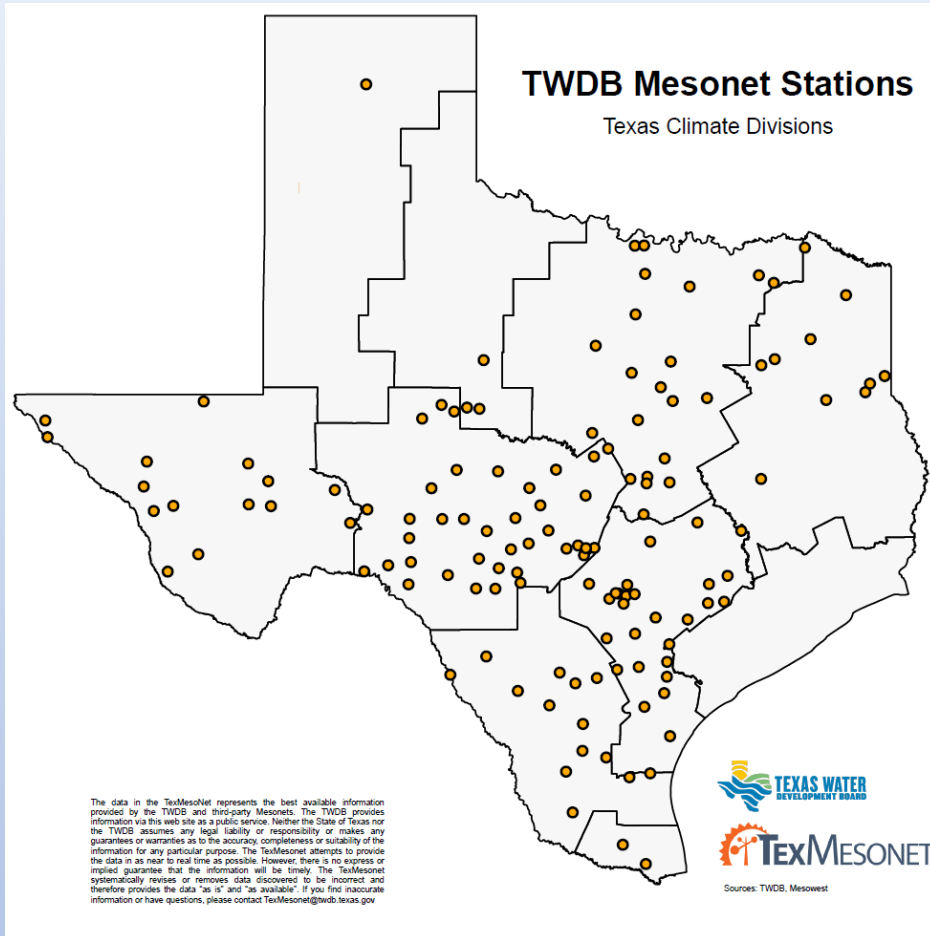 TWDB Mesonet Stations
Texas Climate Divisions
TEXAS WATER
DEVELOPMENT BOARD
TEXMESONET
Sources: TWDB, Mesowest
The data in the TexMesoNet represents the best available information
provided by the TWDB and third-party Mesonets. The TWDB provides
information via this web site as a public service. Neither the State of Texas nor
the TWDB assumes any legal liability or responsibility or makes any
guarantees or warranties as to the accuracy, completeness or suitability of the
information for any particular purpose. The TexMesonet attempts to provide
the data in as near to real time as possible. However, there is no express or
implied guarantee that the information will be timely. The TexMesonet
systematically revises or removes data discovered to be incorrect and
therefore provides the data "as is" and "as available". If you find inaccurate
information or have questions, please contact TexMesonet@twdb.texas.gov